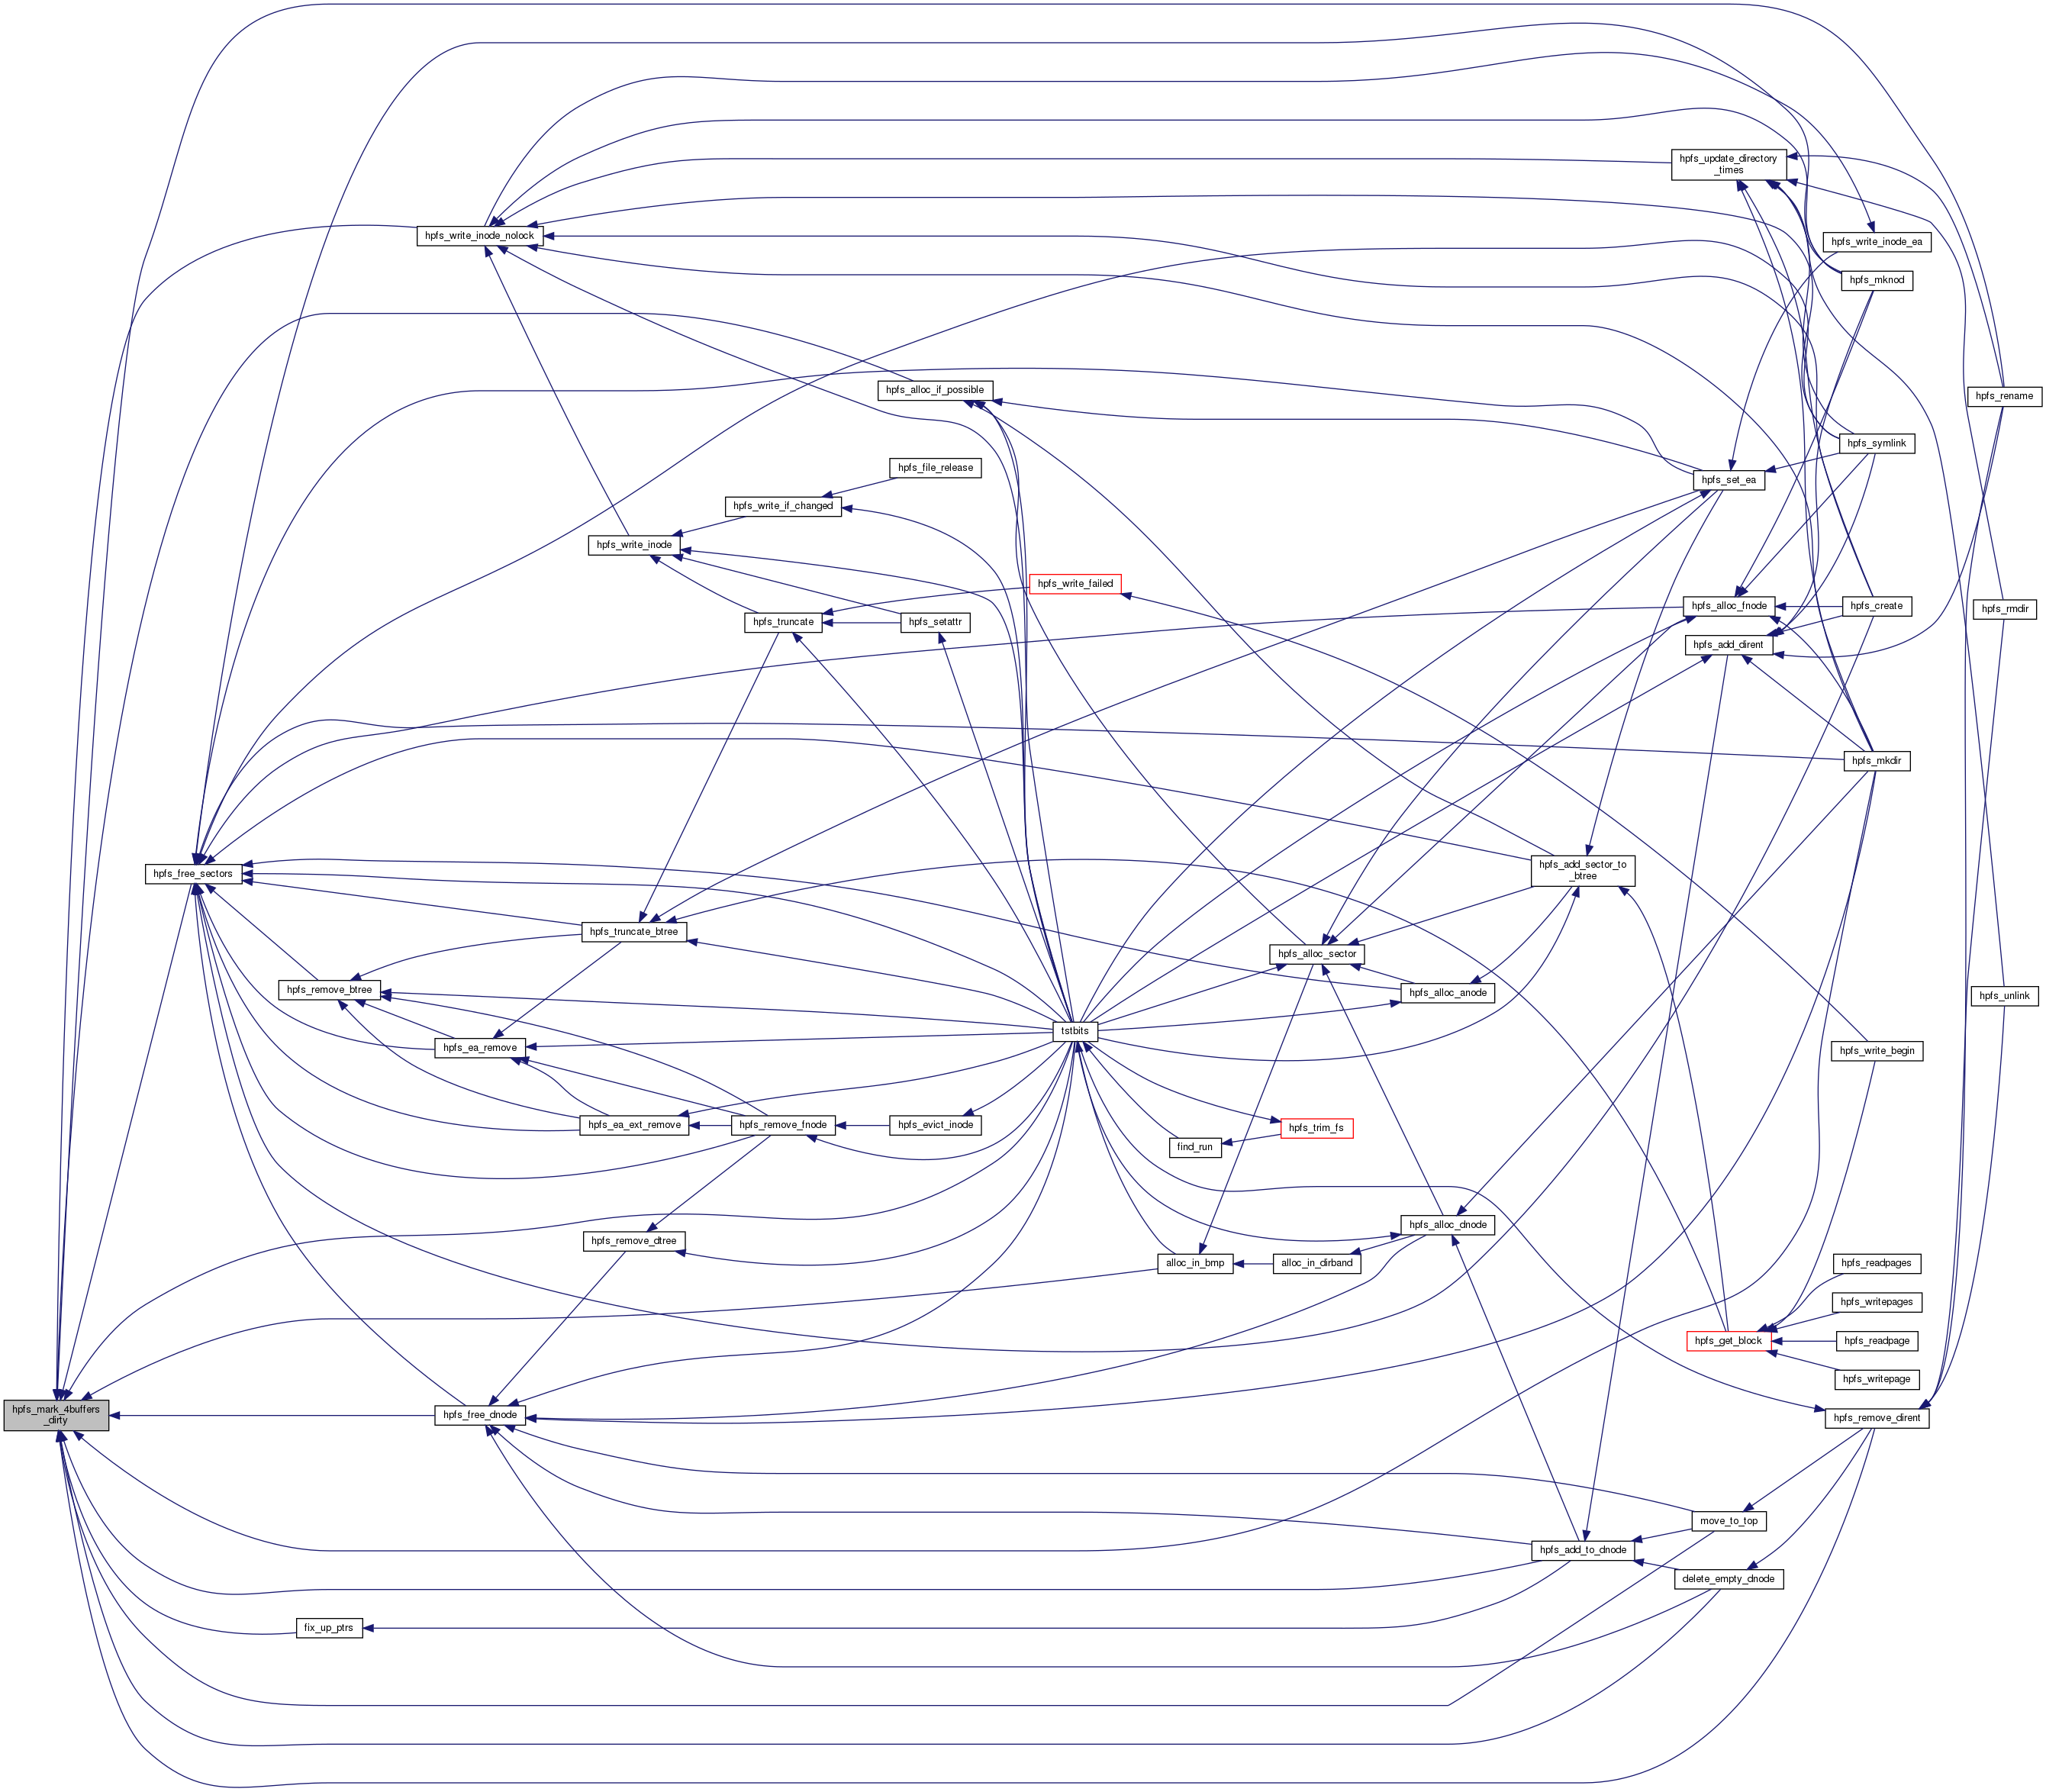 hpfs_update_directory
_times
hpfs_write_inode_nolock
hpfs_write_inode_ea
hpfs_mknod
hpfs_alloc_if_possible
hpfs_rename
hpfs_symlink
hpfs_file_release
hpfs_set_ea
hpfs_write_if_changed
hpfs_write_inode
hpfs_write_failed
hpfs_alloc_fnode
hpfs_create
hpfs_rmdir
hpfs_truncate
hpfs_setattr
hpfs_add_dirent
hpfs_mkdir
hpfs_free_sectors
hpfs_add_sector_to
_btree
hpfs_truncate_btree
hpfs_alloc_sector
hpfs_remove_btree
hpfs_alloc_anode
hpfs_unlink
tstbits
hpfs_ea_remove
hpfs_write_begin
hpfs_ea_ext_remove
hpfs_remove_fnode
hpfs_evict_inode
hpfs_trim_fs
find_run
hpfs_alloc_dnode
hpfs_remove_dtree
alloc_in_bmp
alloc_in_dirband
hpfs_readpages
hpfs_writepages
hpfs_get_block
hpfs_readpage
hpfs_writepage
hpfs_mark_4buffers
_dirty
hpfs_free_dnode
hpfs_remove_dirent
move_to_top
hpfs_add_to_dnode
delete_empty_dnode
fix_up_ptrs